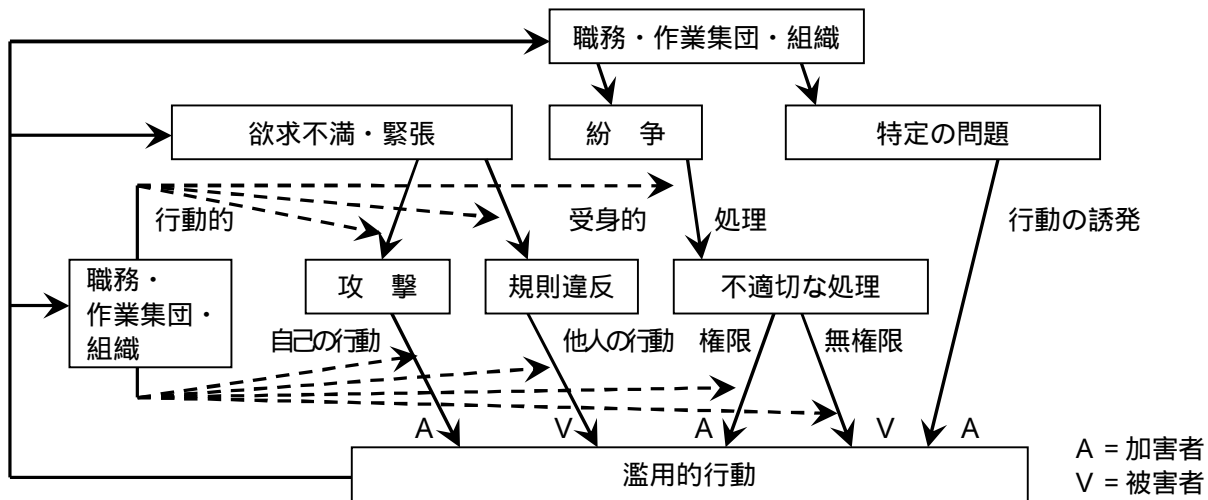 職務・作業集団・組織
欲求不満・緊張
紛　争
特定の問題
行動的
受身的
処理
行動の誘発
職務・
作業集団・
組織
攻　撃
規則違反
不適切な処理
自己の行動
他人の行動
権限
無権限
A
V
A
V
A
濫用的行動
A = 加害者
V = 被害者